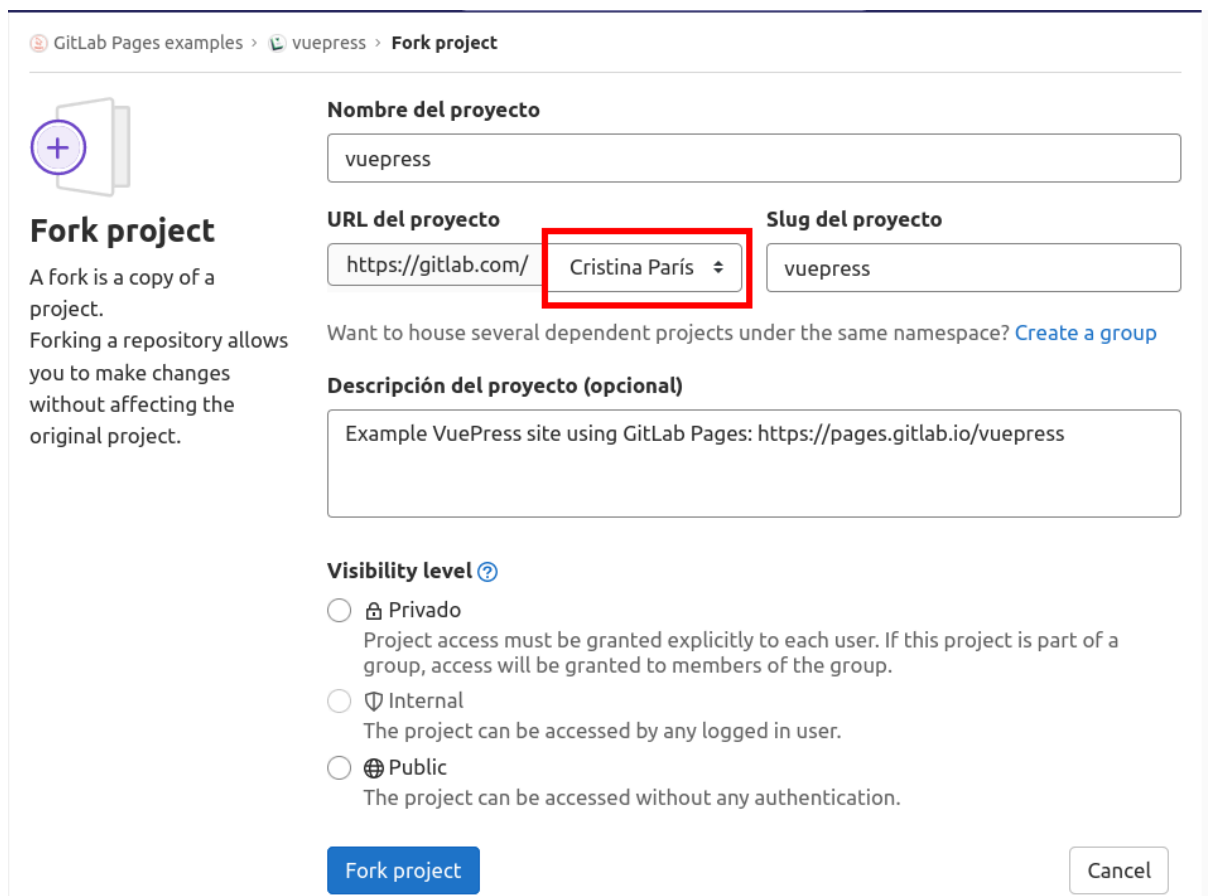 GitLab Pages examples > vuepress > Fork project
Fork project
A fork is a copy of a
project.
Forking a repository allows
you to make changes
without affecting the
original project.
Nombre del proyecto
vuepress
URL del proyecto
Slug del proyecto
https://gitlab.com/
Cristina París
vuepress
Want to house several dependent projects under the same namespace? Create a group
Descripción del proyecto (opcional)
Example VuePress site using GitLab Pages: https://pages.gitlab.io/vuepress
Visibility level ?
Privado
Project access must be granted explicitly to each user. If this project is part of a
group, access will be granted to members of the group.
Internal
The project can be accessed by any logged in user.
Public
The project can be accessed without any authentication.
Fork project
Cancel